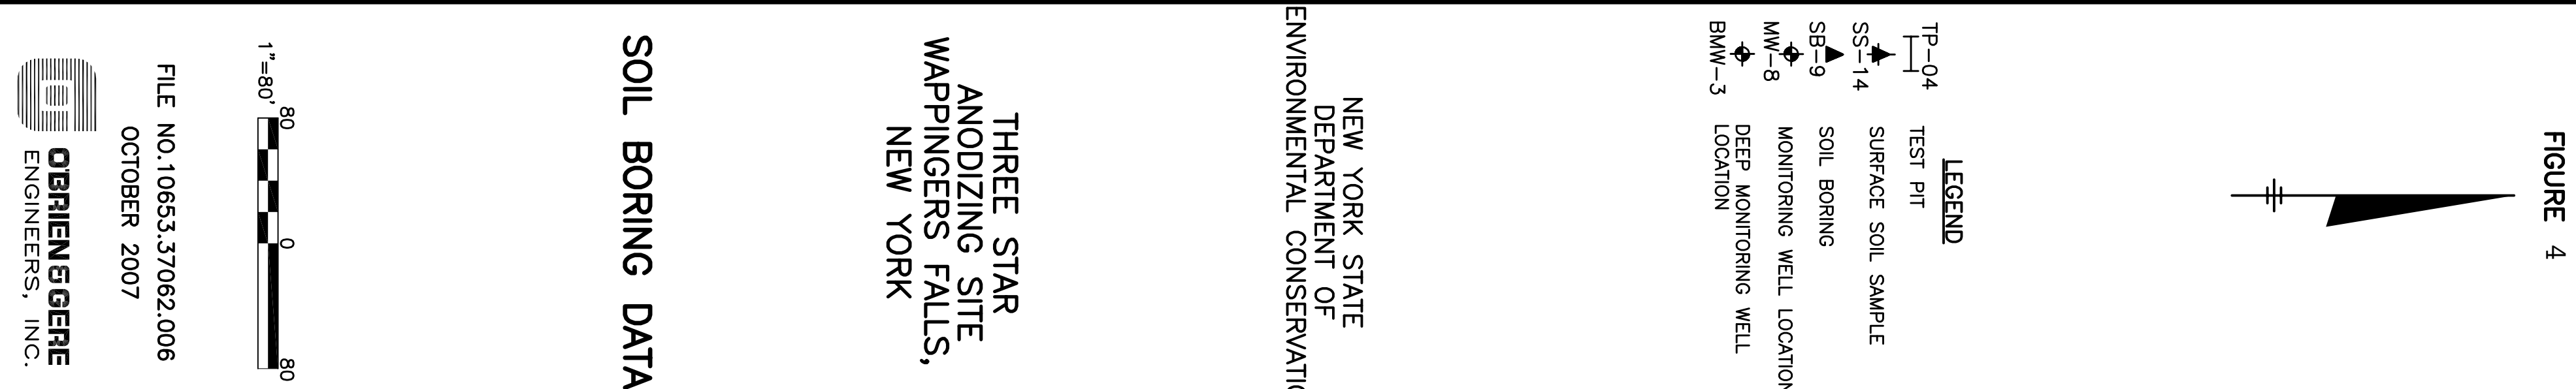 FIGURE 4
LEGEND
TP-04 TEST PIT
SS-14 SURFACE SOIL SAMPLE
SB-9 SOIL BORING
MW-8 MONITORING WELL LOCATION
BMW-3 DEEP MONITORING WELL
LOCATION
NEW YORK STATE
DEPARTMENT OF
ENVIRONMENTAL CONSERVATIO
THREE STAR
ANODIZING SITE
WAPPINGERS FALLS,
NEW YORK
SOIL BORING DATA
80 0 80
1"=80'
FILE NO.10653.37062.006
OCTOBER 2007
O'BRIEN&GERE
ENGINEERS, INC.